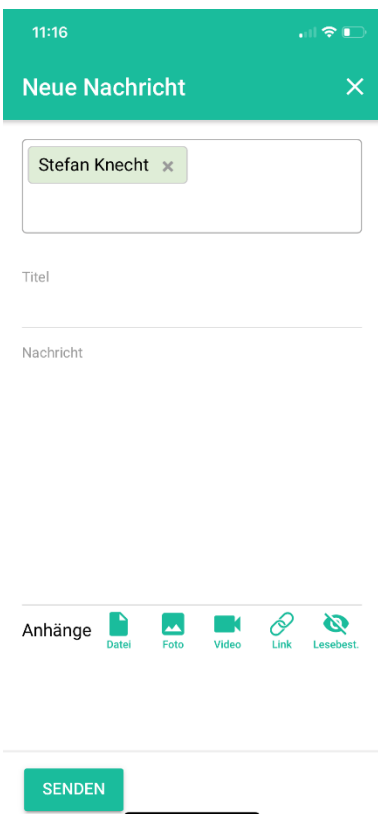 11:16
Neue Nachricht
Stefan Knecht
Titel
Nachricht
Anhänge
Datei Foto Video Link Lesebest.
SENDEN